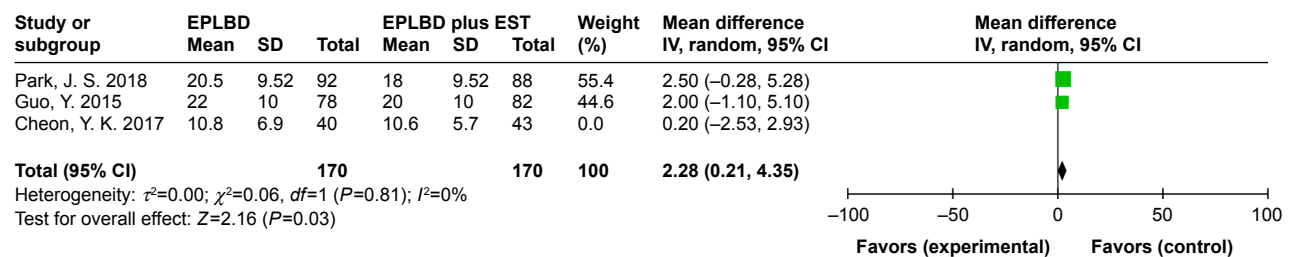 Study or EPLBD EPLBD plus EST Weight Mean difference Mean difference
subgroup Mean SD Total Mean SD Total (%) IV, random, 95% CI IV, random, 95% CI
Park, J. S. 2018 20.5 9.52 92 18 9.52 88 55.4 2.50 (–0.28, 5.28)
Guo, Y. 2015 22 10 78 20 10 82 44.6 2.00 (–1.10, 5.10)
Cheon, Y. K. 2017 10.8 6.9 40 10.6 5.7 43 0.0 0.20 (–2.53, 2.93)
Total (95% CI) 170 170 100 2.28 (0.21, 4.35)
Heterogeneity: τ²=0.00; χ²=0.06, df=1 (P=0.81); I²=0%
Test for overall effect: Z=2.16 (P=0.03)
–100 –50 0 50 100
Favors (experimental) Favors (control)